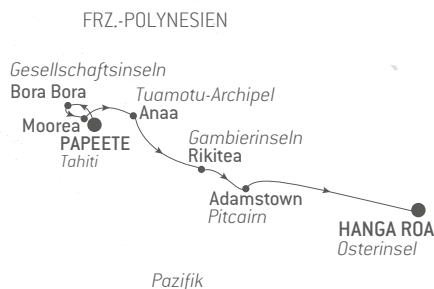 FRZ.-POLYNESIEN
Gesellschaftsinseln
Bora Bora
Tuamotu-Archipel
Anaa
Moorea
PAPEETE
Tahiti
Gambierinseln
Rikitea
Adamstown
Pitcairn
HANGA ROA
Osterinsel
Pazifik